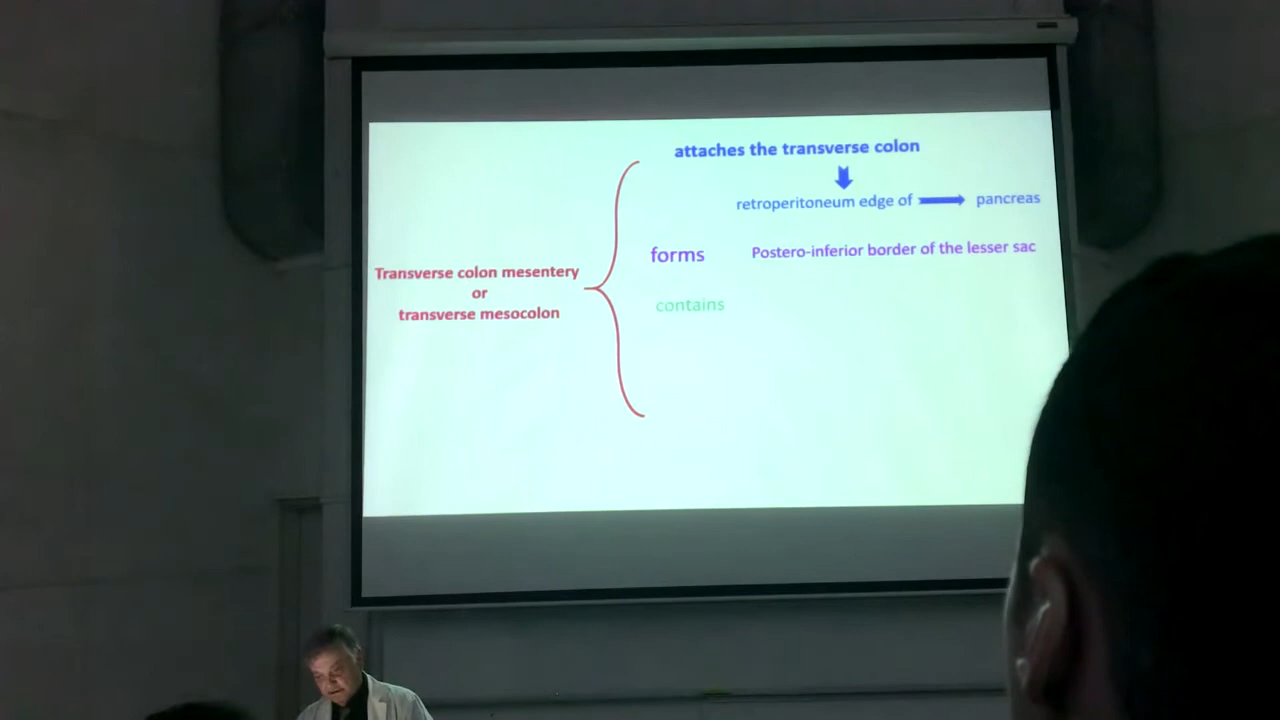 attaches the transverse colon
retroperitoneum edge of pancreas
forms Postero-inferior border of the lesser sac
Transverse colon mesentery
or
transverse mesocolon
contains